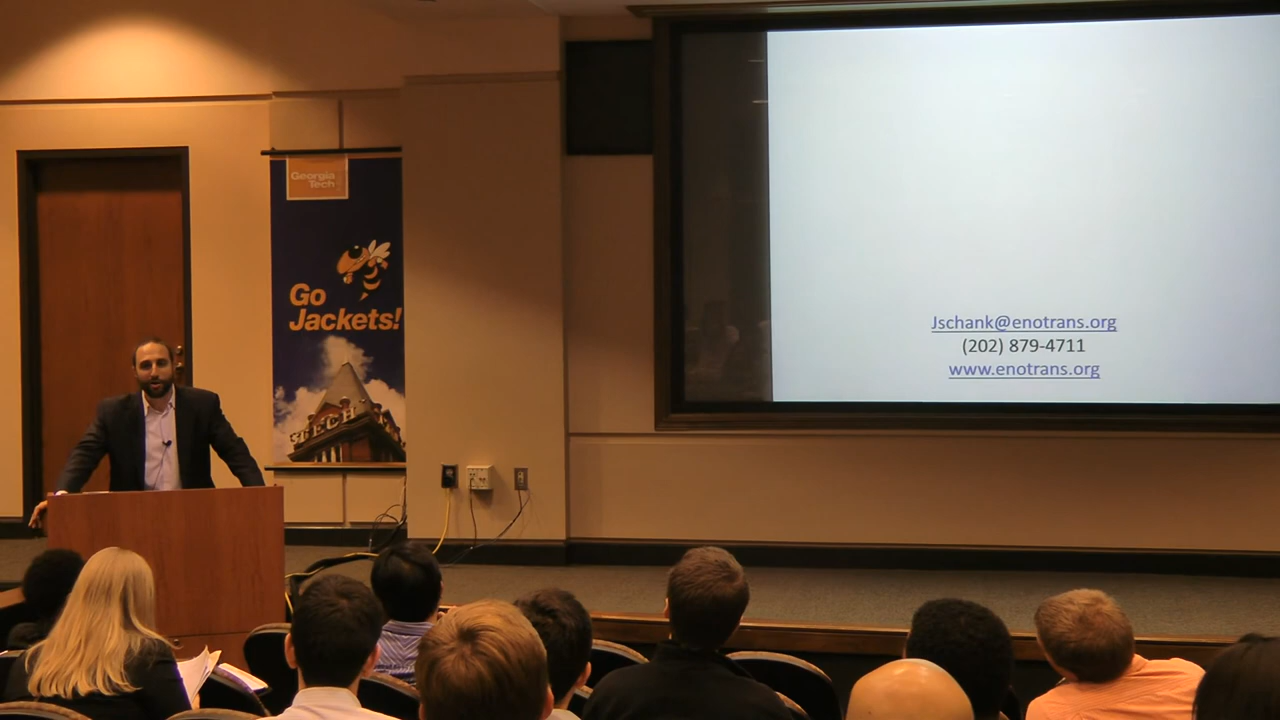 Georgia
Tech
Go
Jackets!
TECH
Jschank@enotrans.org
(202) 879-4711
www.enotrans.org